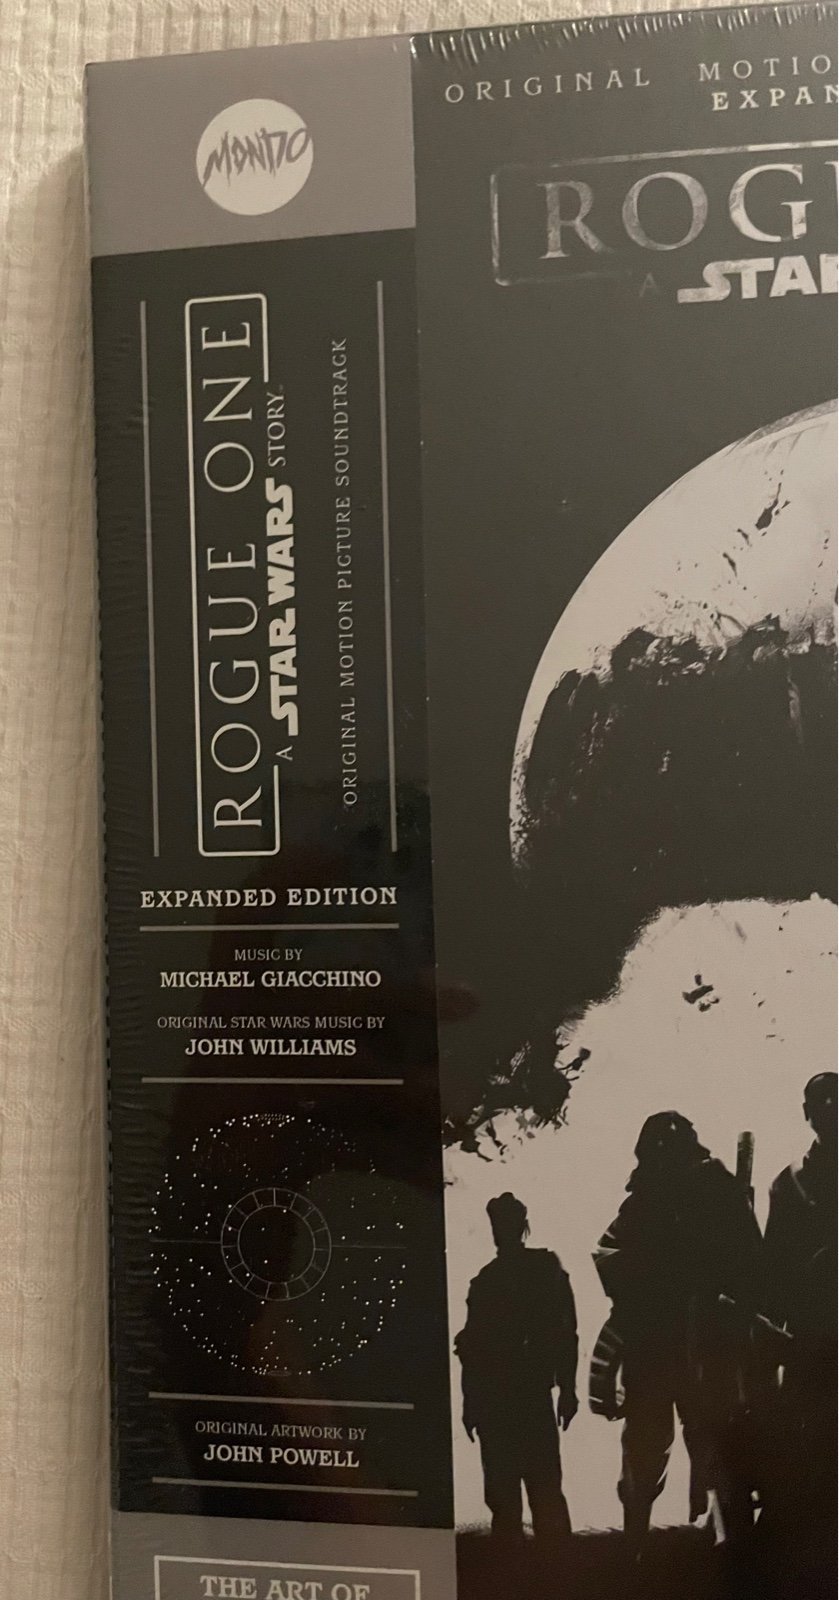 MONDO
ROGUE ONE
A STAR WARS STORY™
ORIGINAL MOTION PICTURE SOUNDTRACK
EXPANDED EDITION
MUSIC BY
MICHAEL GIACCHINO
ORIGINAL STAR WARS MUSIC BY
JOHN WILLIAMS
ORIGINAL ARTWORK BY
JOHN POWELL
THE ART OF
ORIGINAL MOTIO
EXPAN
ROG
A STAR